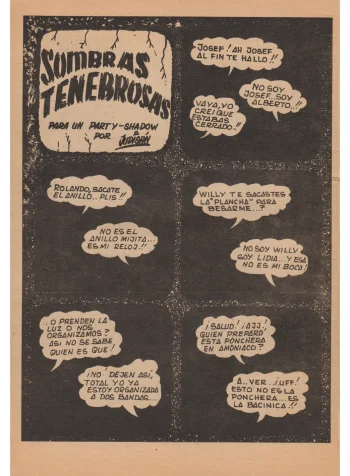 SOMBRAS
TENEBROSAS
PARA UN PARTY-SHADOW
POR
JOSEF! AH JOSEF
AL FIN TE HALLO!!
NO SOY
JOSEF..SOY
ALBERTO..!!
VAYA, YO
CREI QUE
ESTABAS
CERRADO..!!
ROLANDO, SACATE
EL ANILLO.. PLIS!!
NO ES EL
ANILLO MIJITA..
ES MI RELOJ.!!
WILLY TE SACASTES
LA "PLANCHA" PARA
BESARME...?
NO SOY WILLY
SOY LIDIA...Y ESA
NO ES MI BOCA!
..O PRENDEN LA
LUZ O NOS
ORGANIZAMOS?
ASI NO SE SABE
QUIEN ES QUE!
¡NO DEJEN ASÍ,
TOTAL YO YA
ESTOY ORGANIZADA
A DOS BANDAS...
¡SALUD! ¡AJJ!
QUIEN PREPARO
ESTA PONCHERA
EN AMONIACO?
A..VER..¡UFF!
ESTO NO ES LA
PONCHERA...ES
LA BACINICA!!